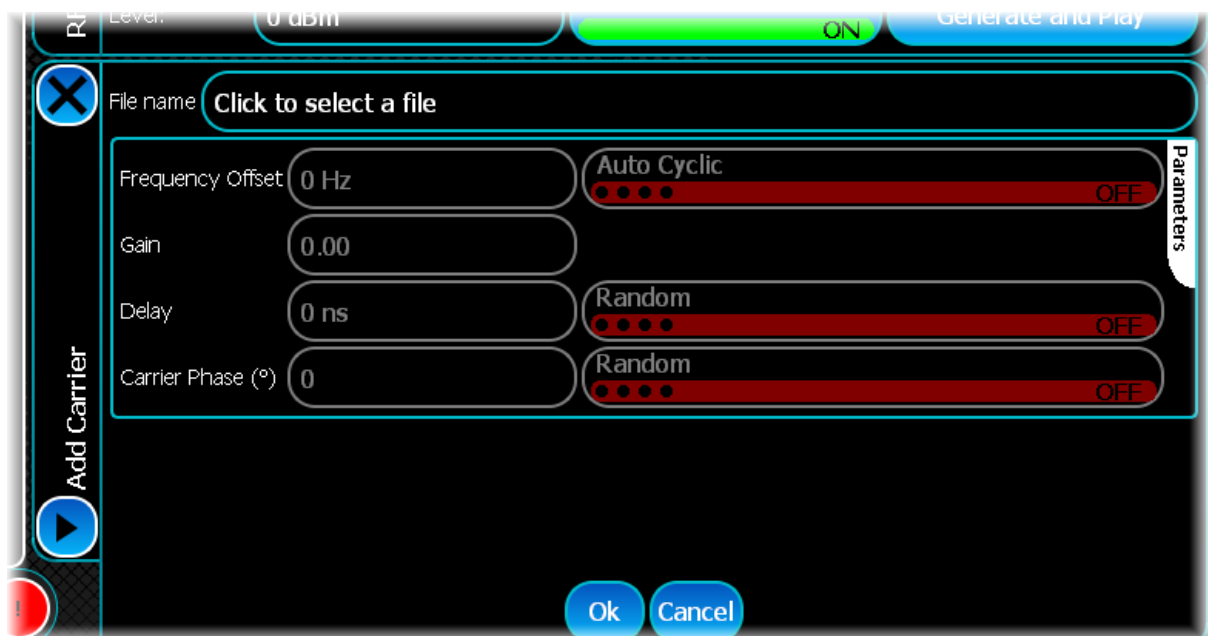 RF
Level:
0 dBm
ON
Generate and Play
File name
Click to select a file
Parameters
Frequency Offset
0 Hz
Auto Cyclic
OFF
Gain
0.00
Delay
0 ns
Random
OFF
Carrier Phase (°)
0
Random
OFF
Add Carrier
!
Ok
Cancel